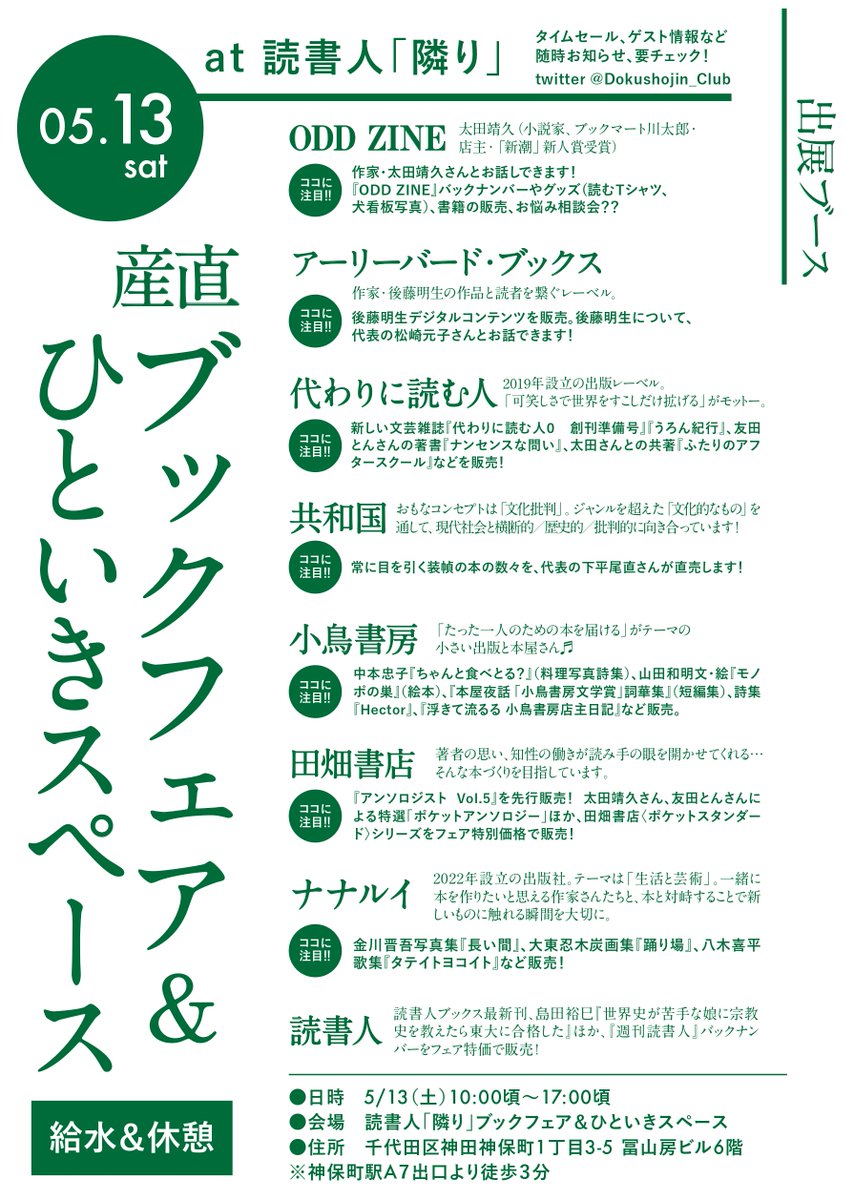 05.13
sat
at 読書人「隣り」
タイムセール、ゲスト情報など
随時お知らせ、要チェック！
twitter @Dokushojin_Club
出展ブース
産直
ブックフェア&
ひといきスペース
給水&休憩
ODD ZINE
太田靖久（小説家、ブックマート川太郎・
店主・「新潮」新人賞受賞）
ココに
注目!!
作家・太田靖久さんとお話しできます！
『ODD ZINE』バックナンバーやグッズ（読むTシャツ、
犬看板写真）、書籍の販売、お悩み相談会??
アーリーバード・ブックス
作家・後藤明生の作品と読者を繋ぐレーベル。
ココに
注目!!
後藤明生デジタルコンテンツを販売。後藤明生について、
代表の松崎元子さんとお話できます！
代わりに読む人
2019年設立の出版レーベル。
「可笑しさで世界をすこしだけ拡げる」がモットー。
ココに
注目!!
新しい文芸雑誌『代わりに読む人0　創刊準備号』『うろん紀行』、友田
とんさんの著書『ナンセンスな問い』、太田さんとの共著『ふたりのアフ
タースクール』などを販売！
共和国
おもなコンセプトは「文化批判」。ジャンルを超えた「文化的なもの」を
通して、現代社会と横断的／歴史的／批判的に向き合っています！
ココに
注目!!
常に目を引く装幀の本の数々を、代表の下平尾直さんが直売します！
小鳥書房
「たった一人のための本を届ける」がテーマの
小さい出版と本屋さん♬
ココに
注目!!
中本忠子『ちゃんと食べとる？』（料理写真詩集）、山田和明文・絵『モノ
ポの巣』（絵本）、『本屋夜話「小鳥書房文学賞」詞華集』（短編集）、詩集
『Hector』、『浮きて流るる 小鳥書房店主日記』など販売。
田畑書店
著者の思い、知性の働きが読み手の眼を開かせてくれる…
そんな本づくりを目指しています。
ココに
注目!!
『アンソロジスト Vol.5』を先行販売！ 太田靖久さん、友田とんさんに
よる特選「ポケットアンソロジー」ほか、田畑書店〈ポケットスタンダー
ド〉シリーズをフェア特別価格で販売！
ナナルイ
2022年設立の出版社。テーマは「生活と芸術」。一緒に
本を作りたいと思える作家さんたちと、本と対峙することで新
しいものに触れる瞬間を大切に。
ココに
注目!!
金川晋吾写真集『長い間』、大東忍木炭画集『踊り場』、八木喜平
歌集『タテイトヨコイト』など販売！
読書人
読書人ブックス最新刊、島田裕巳『世界史が苦手な娘に宗教
史を教えたら東大に合格した』ほか、『週刊読書人』バックナン
バーをフェア特価で販売！
●日時　5/13（土）10:00頃〜17:00頃
●会場　読書人「隣り」ブックフェア&ひといきスペース
●住所　千代田区神田神保町1丁目3-5 冨山房ビル6階
※神保町駅A7出口より徒歩3分